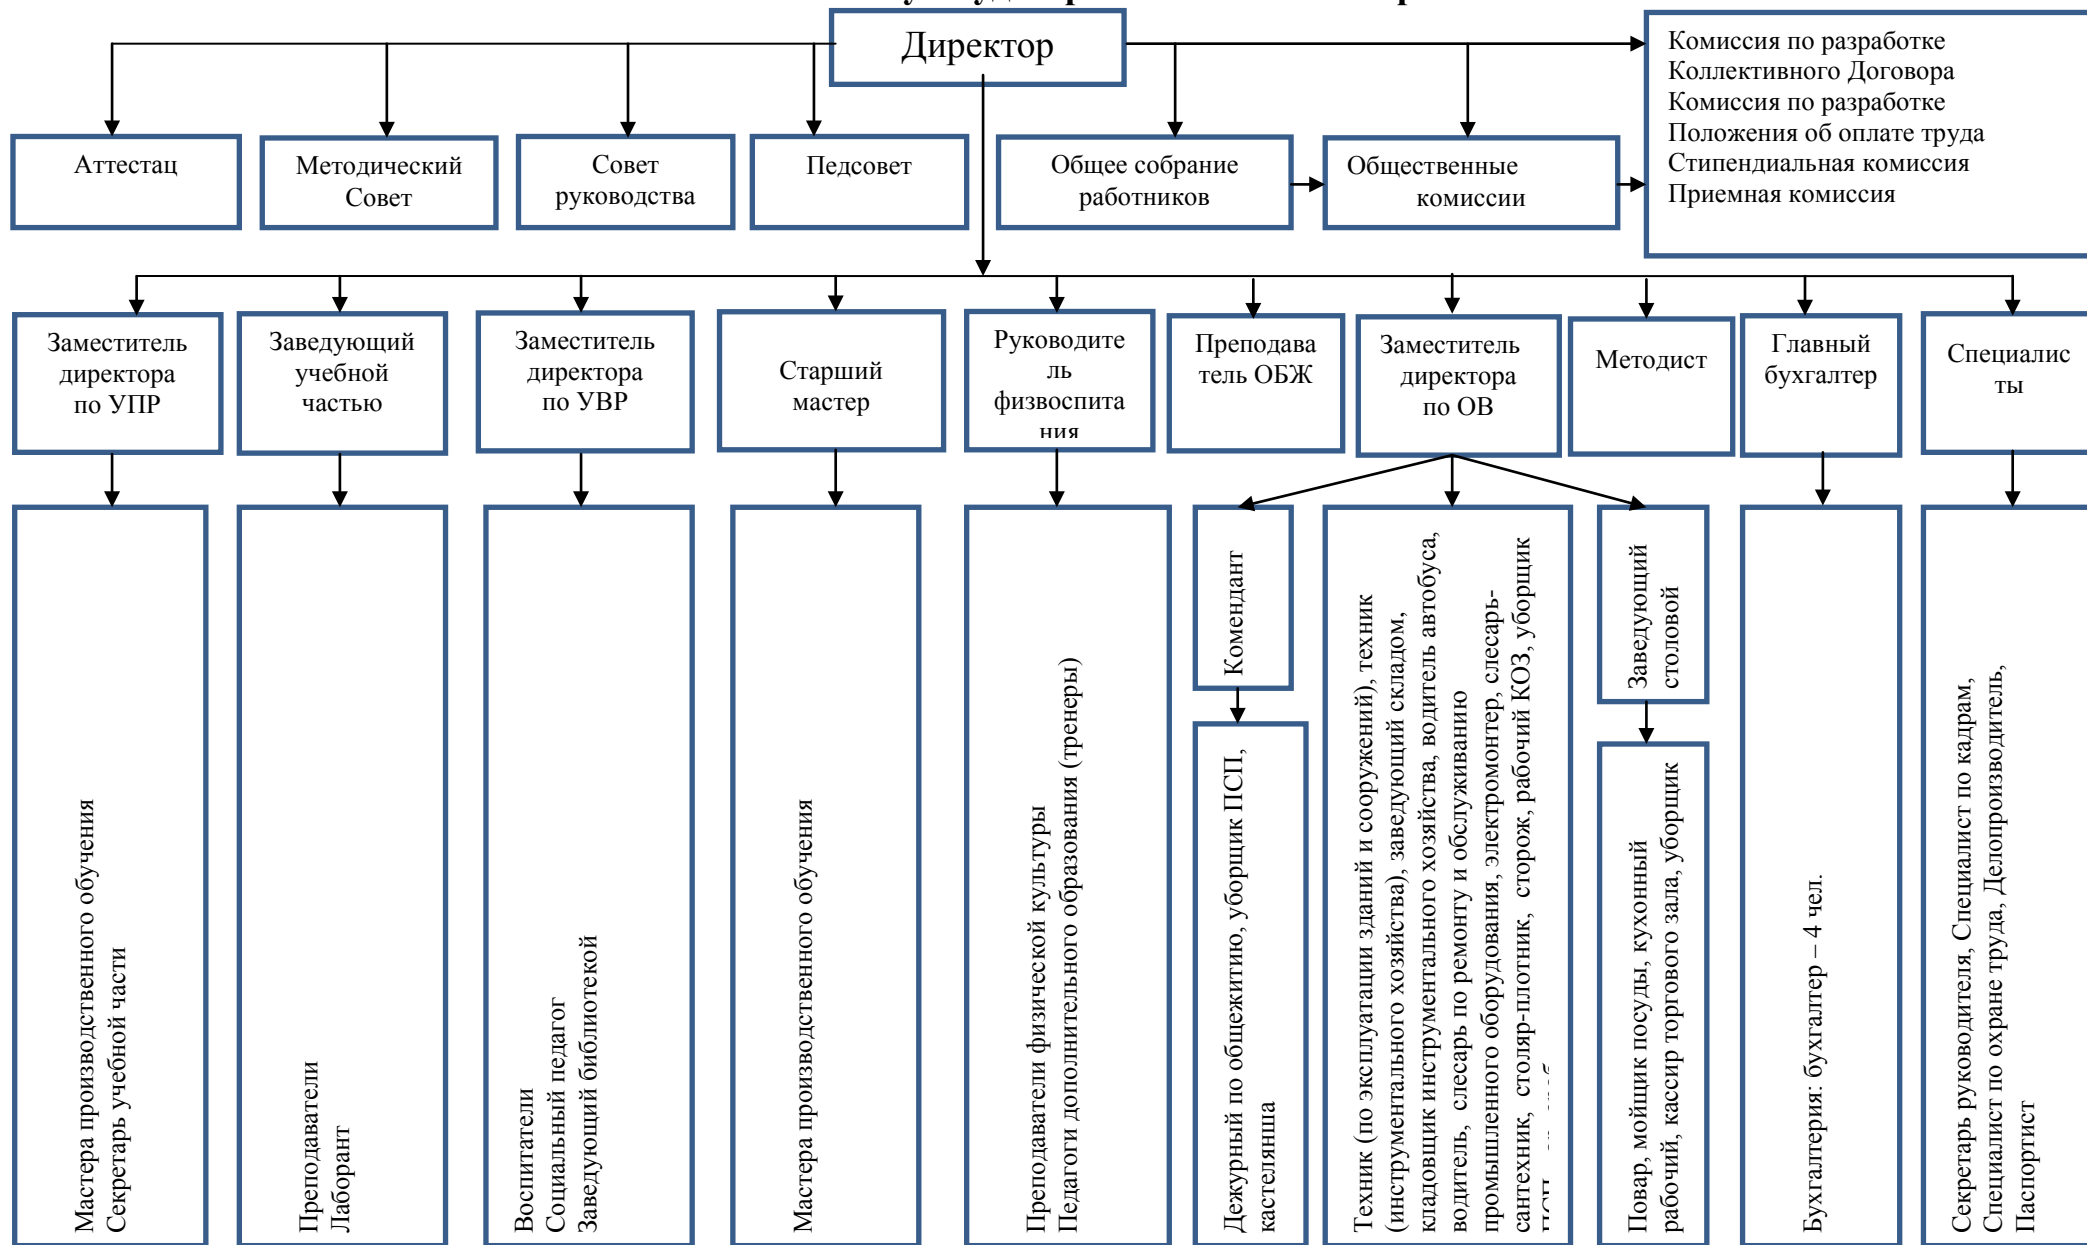 Директор
Комиссия по разработке
Коллективного Договора
Комиссия по разработке
Положения об оплате труда
Стипендиальная комиссия
Приемная комиссия
Аттестац
Методический
Совет
Совет
руководства
Педсовет
Общее собрание
работников
Общественные
комиссии
Заместитель
директора
по УПР
Заведующий
учебной
частью
Заместитель
директора
по УВР
Старший
мастер
Руководите
ль
физвоспита
ния
Преподава
тель ОБЖ
Заместитель
директора
по ОВ
Методист
Главный
бухгалтер
Специалис
ты
Мастера производственного обучения
Секретарь учебной части
Преподаватели
Лаборант
Воспитатели
Социальный педагог
Заведующий библиотекой
Мастера производственного обучения
Преподаватели физической культуры
Педагоги дополнительного образования (тренеры)
Комендант
Дежурный по общежитию, уборщик ПСП,
кастелянша
Техник (по эксплуатации зданий и сооружений), техник
(инструментального хозяйства), заведующий складом,
кладовщик инструментального хозяйства, водитель автобуса,
водитель, слесарь по ремонту и обслуживанию
промышленного оборудования, электромонтер, слесарь-
сантехник, столяр-плотник, сторож, рабочий КОЗ, уборщик
Заведующий
столовой
Повар, мойщик посуды, кухонный
рабочий, кассир торгового зала, уборщик
Бухгалтерия: бухгалтер – 4 чел.
Секретарь руководителя, Специалист по кадрам,
Специалист по охране труда, Делопроизводитель,
Паспортист